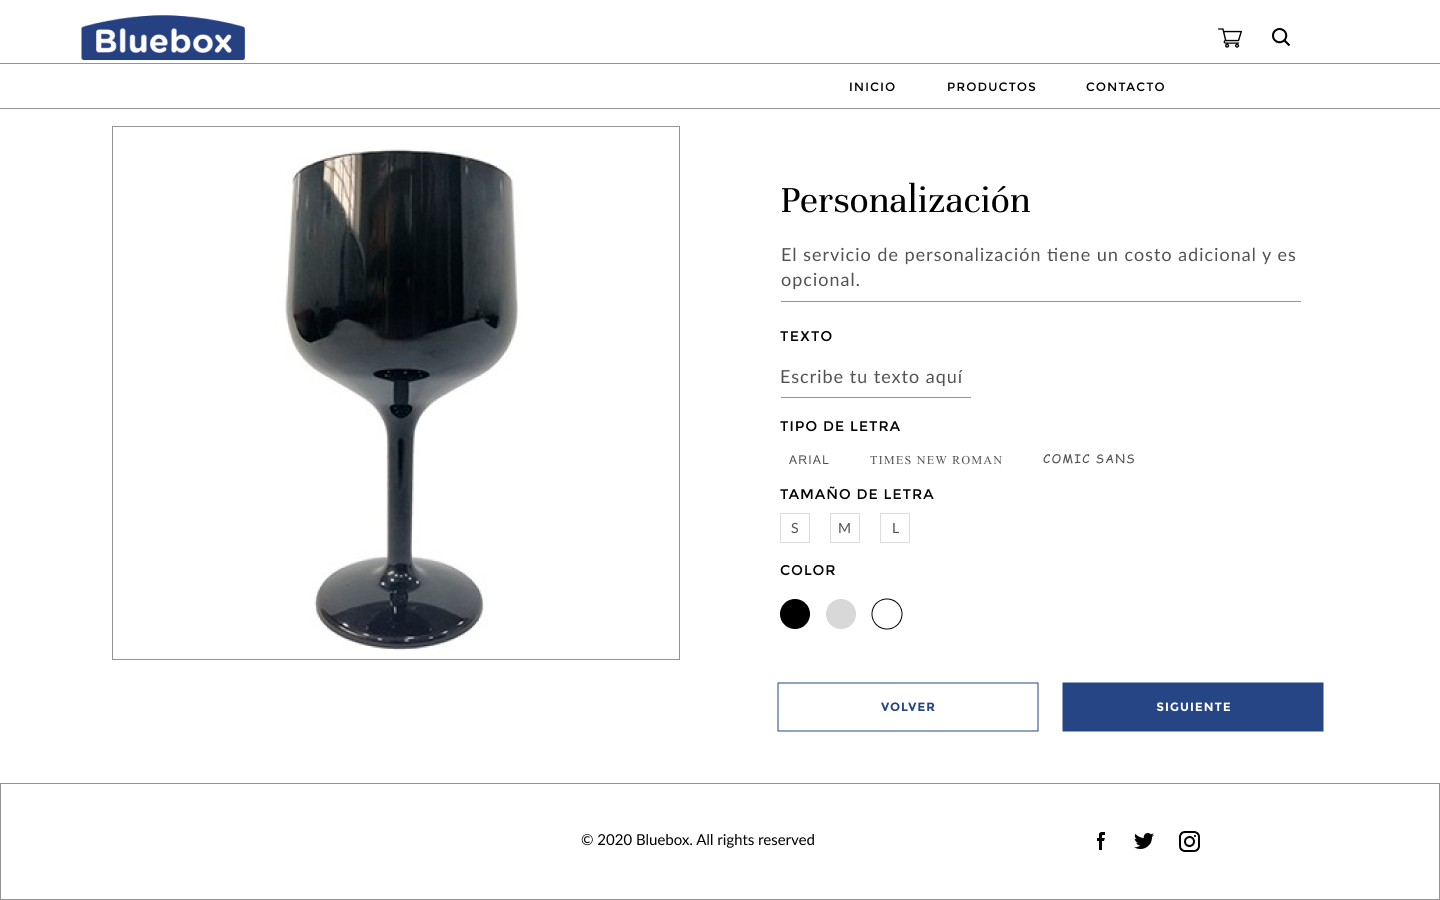 Bluebox
INICIO PRODUCTOS CONTACTO
Personalización
El servicio de personalización tiene un costo adicional y es
opcional.
TEXTO
Escribe tu texto aquí
TIPO DE LETRA
ARIAL TIMES NEW ROMAN COMIC SANS
TAMAÑO DE LETRA
S M L
COLOR
VOLVER SIGUIENTE
© 2020 Bluebox. All rights reserved